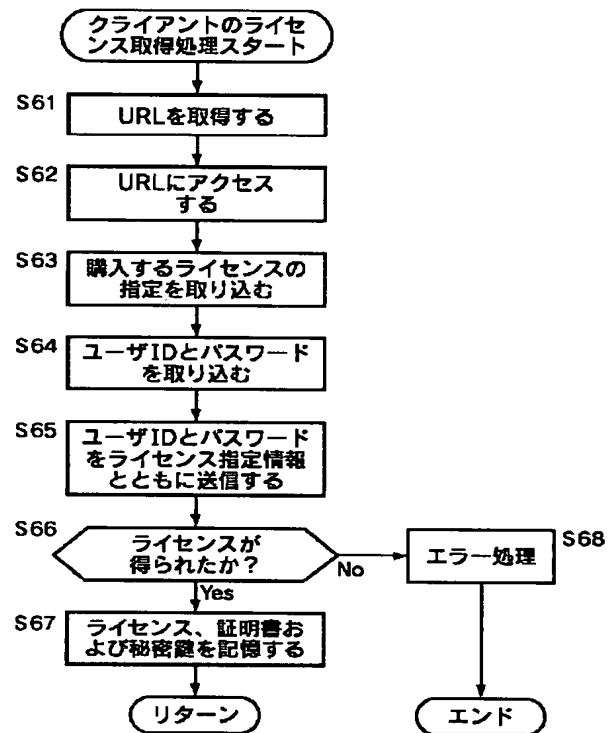 クライアントのライセ
ンス取得処理スタート
S61
URLを取得する
S62
URLにアクセス
する
S63
購入するライセンスの
指定を取り込む
S64
ユーザIDとパスワード
を取り込む
S65
ユーザIDとパスワード
をライセンス指定情報
とともに送信する
S66
ライセンスが
得られたか?
No
Yes
S68
エラー処理
S67
ライセンス、証明書お
よび秘密鍵を記憶する
リターン
エンド